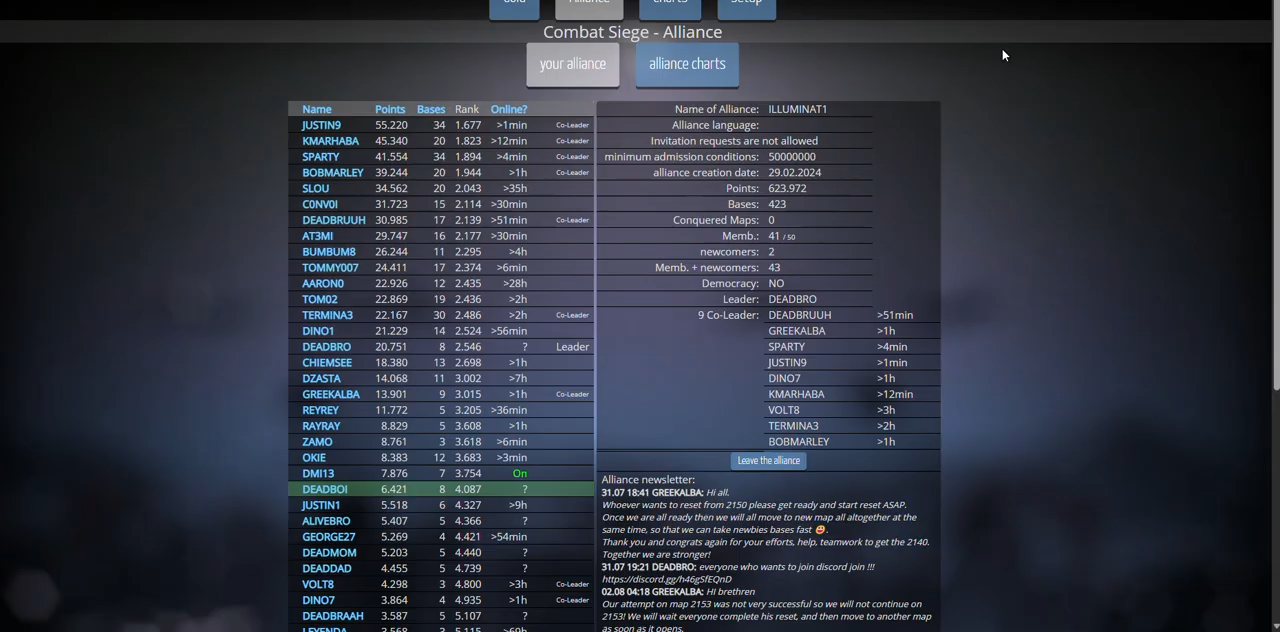 Gold Alliance Charts Setup
Combat Siege - Alliance
your alliance alliance charts
Name Points Bases Rank Online?
JUSTIN9 55.220 34 1.677 >1min Co-Leader
KMARHABA 45.340 20 1.823 >12min Co-Leader
SPARTY 41.554 34 1.894 >4min Co-Leader
BOBMARLEY 39.244 20 1.944 >1h Co-Leader
SLOU 34.562 20 2.043 >35h
C0NV0I 31.723 15 2.114 >30min
DEADBRUUH 30.985 17 2.139 >51min Co-Leader
AT3MI 29.747 16 2.177 >30min
BUMBUM8 26.244 11 2.295 >4h
TOMMY007 24.411 17 2.374 >6min
AARON0 22.926 12 2.435 >28h
TOM02 22.869 19 2.436 >2h
TERMINA3 22.167 30 2.486 >2h Co-Leader
DINO1 21.229 14 2.524 >56min
DEADBRO 20.751 8 2.546 ? Leader
CHIEMSEE 18.380 13 2.698 >1h
DZASTA 14.068 11 3.002 >7h
GREEKALBA 13.901 9 3.015 >1h Co-Leader
REYREY 11.772 5 3.205 >36min
RAYRAY 8.829 5 3.608 >1h
ZAMO 8.761 3 3.618 >6min
OKIE 8.383 12 3.683 >3min
DMI13 7.876 7 3.754 On
DEADBOI 6.421 8 4.087 ?
JUSTIN1 5.518 6 4.327 >9h
ALIVEBRO 5.407 5 4.366 ?
GEORGE27 5.269 4 4.421 >54min
DEADMOM 5.203 5 4.440 ?
DEADDAD 4.455 5 4.739 ?
VOLT8 4.298 3 4.800 >3h Co-Leader
DINO7 3.864 4 4.935 >1h Co-Leader
DEADBRAAH 3.587 5 5.107 ?
LEYENDA 3.568 3 5.115 >69h
Name of Alliance: ILLUMINAT1
Alliance language:
Invitation requests are not allowed
minimum admission conditions: 50000000
alliance creation date: 29.02.2024
Points: 623.972
Bases: 423
Conquered Maps: 0
Memb.: 41 / 50
newcomers: 2
Memb. + newcomers: 43
Democracy: NO
Leader: DEADBRO
9 Co-Leader: DEADBRUUH >51min
GREEKALBA >1h
SPARTY >4min
JUSTIN9 >1min
DINO7 >1h
KMARHABA >12min
VOLT8 >3h
TERMINA3 >2h
BOBMARLEY >1h
Leave the alliance
Alliance newsletter:
31.07 18:41 GREEKALBA: Hi all.
Whoever wants to reset from 2150 please get ready and start reset ASAP.
Once we are all ready then we will all move to new map all altogether at the
same time, so that we can take newbies bases fast 😃.
Thank you and congrats again for your efforts, help, teamwork to get the 2140.
Together we are stronger!
31.07 19:21 DEADBRO: everyone who wants to join discord join !!!
https://discord.gg/h46gSfEQnD
02.08 04:18 GREEKALBA: HI brethren
Our attempt on map 2153 was not very successful so we will not continue on
2153! We will wait everyone complete his reset, and then move to another map
as soon as it opens.